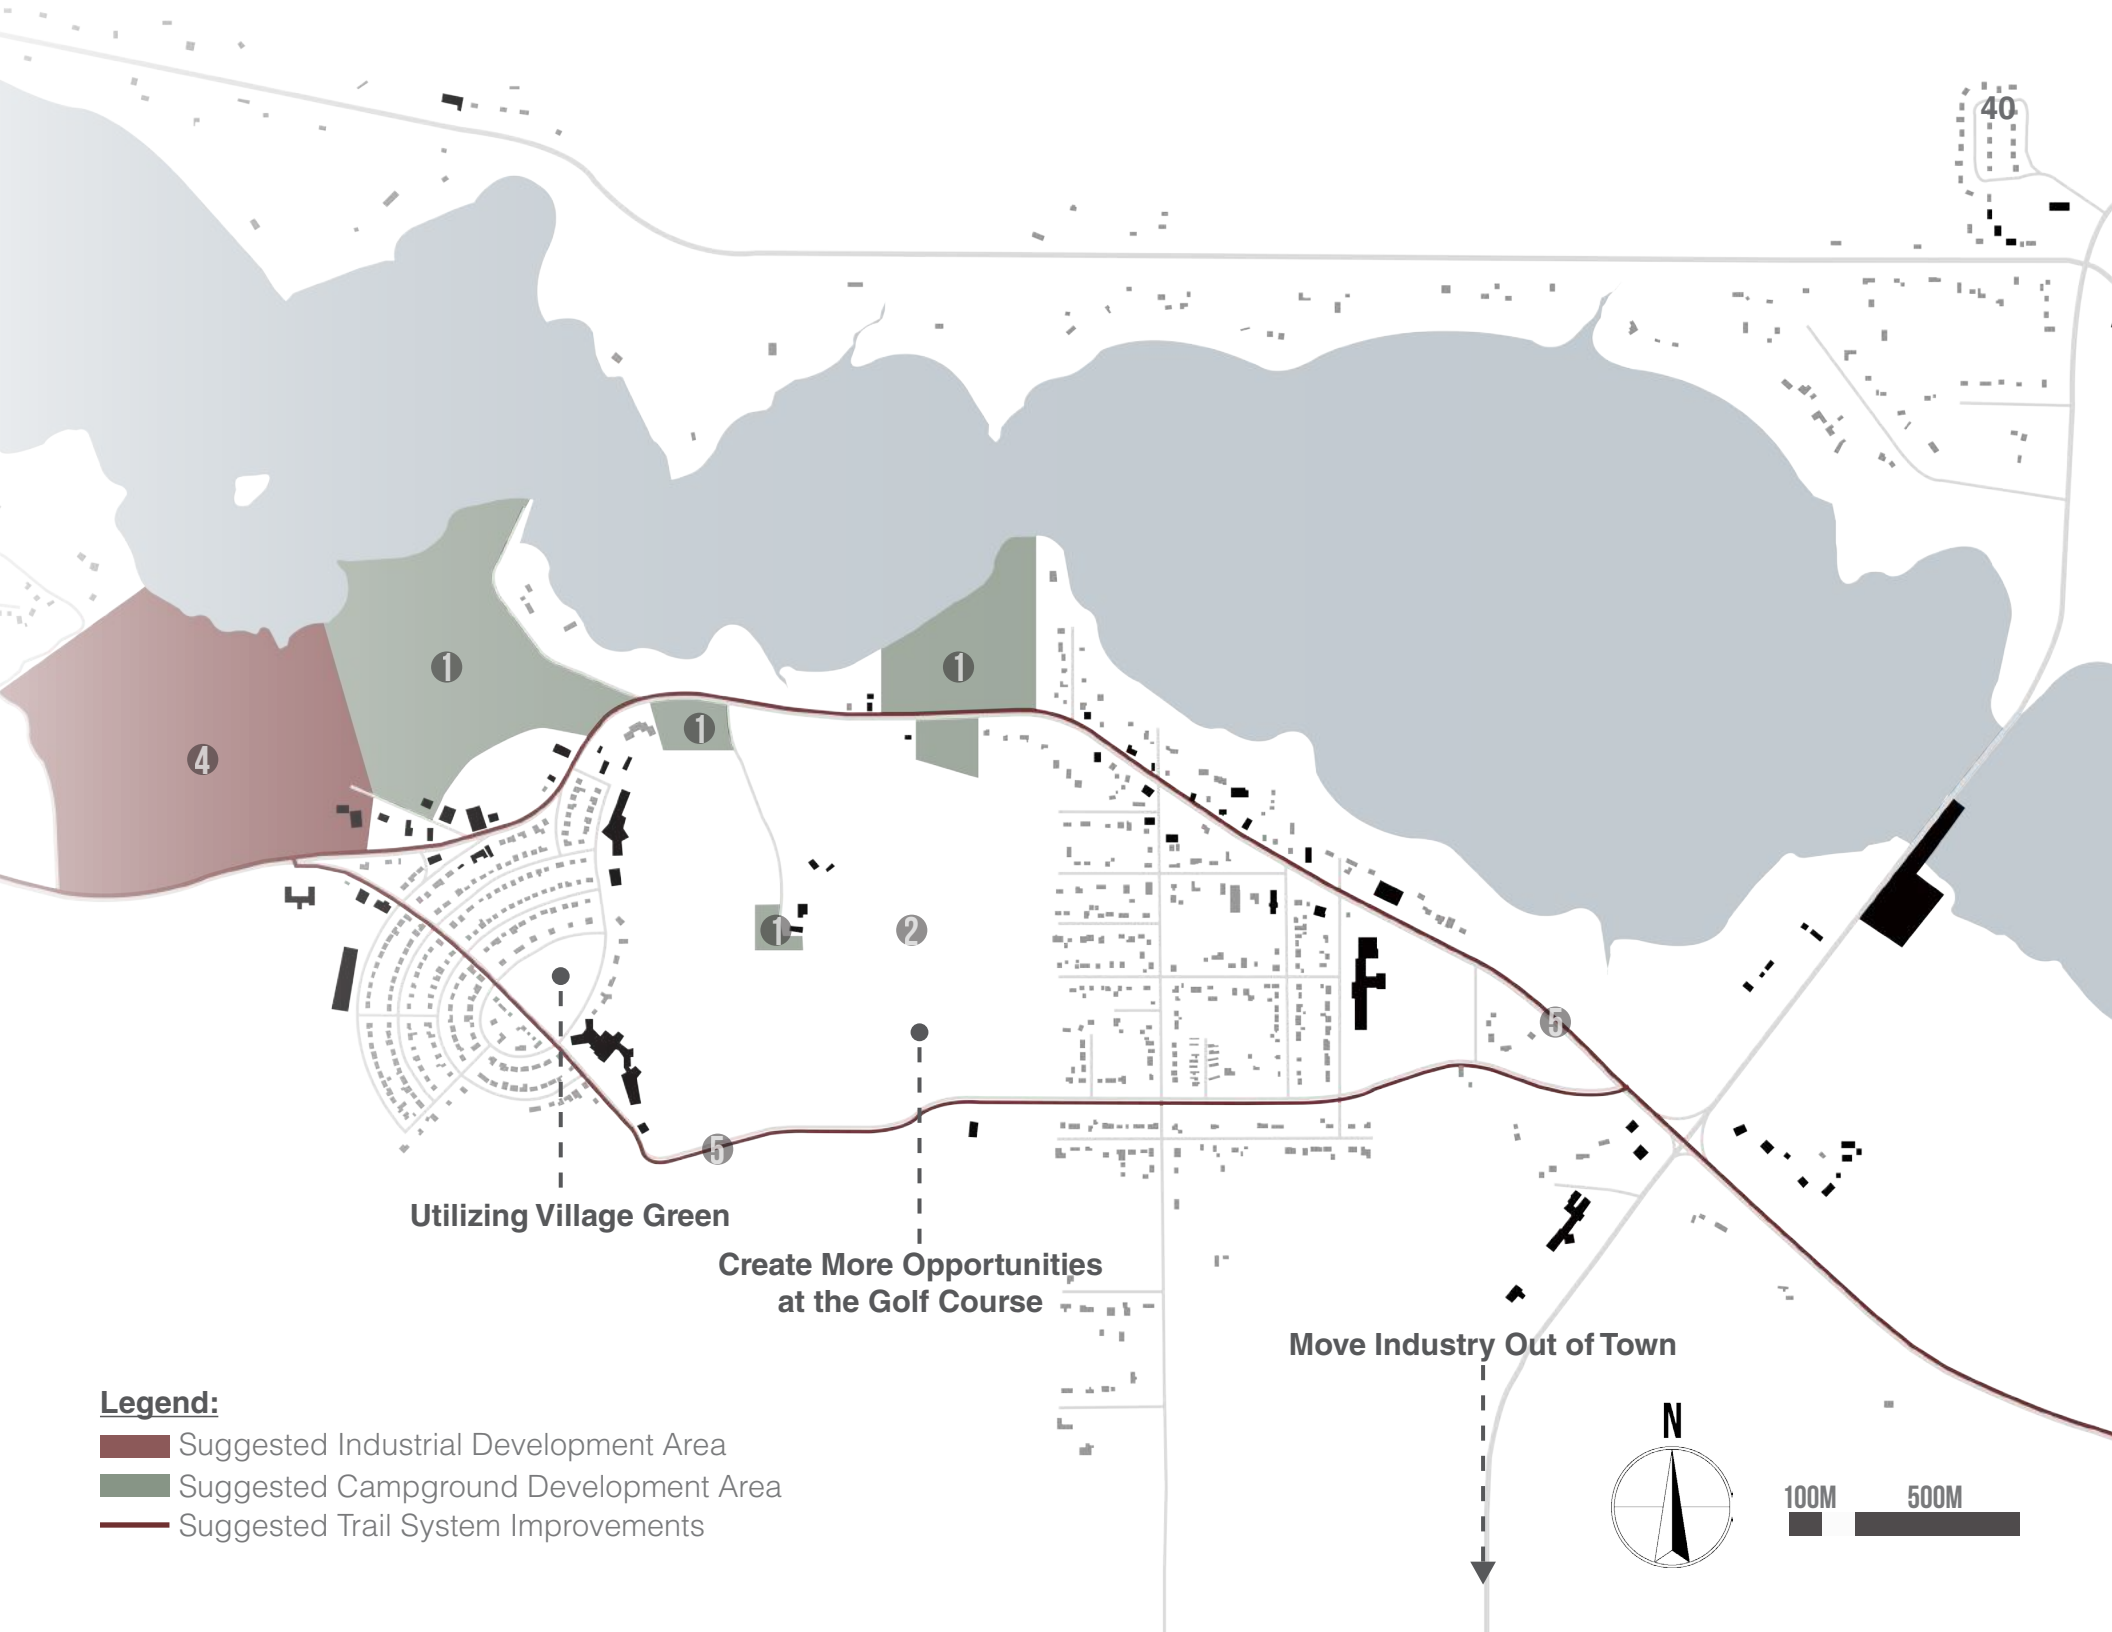 40
1
1
1
4
1
2
5
5
Utilizing Village Green
Create More Opportunities
at the Golf Course
Move Industry Out of Town
Legend:
Suggested Industrial Development Area
Suggested Campground Development Area
Suggested Trail System Improvements
N
100M 500M